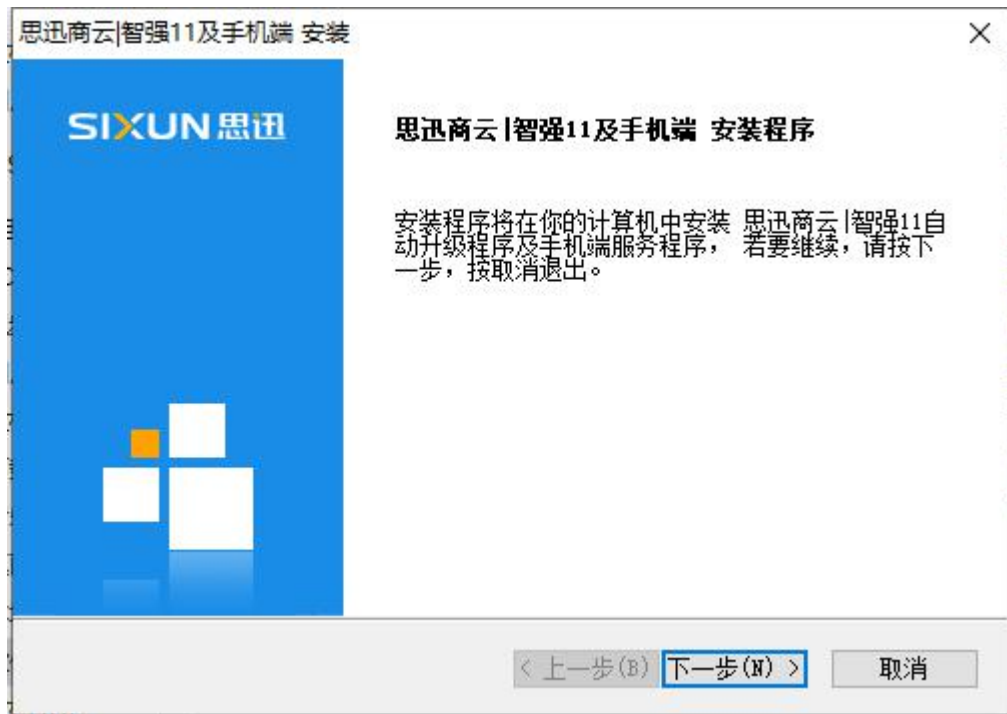 思迅商云|智强11及手机端 安装
SIXUN思迅
思迅商云|智强11及手机端 安装程序
安装程序将在你的计算机中安装 思迅商云|智强11自
动升级程序及手机端服务程序， 若要继续，请按下
一步，按取消退出。
< 上一步(B) 下一步(N) > 取消